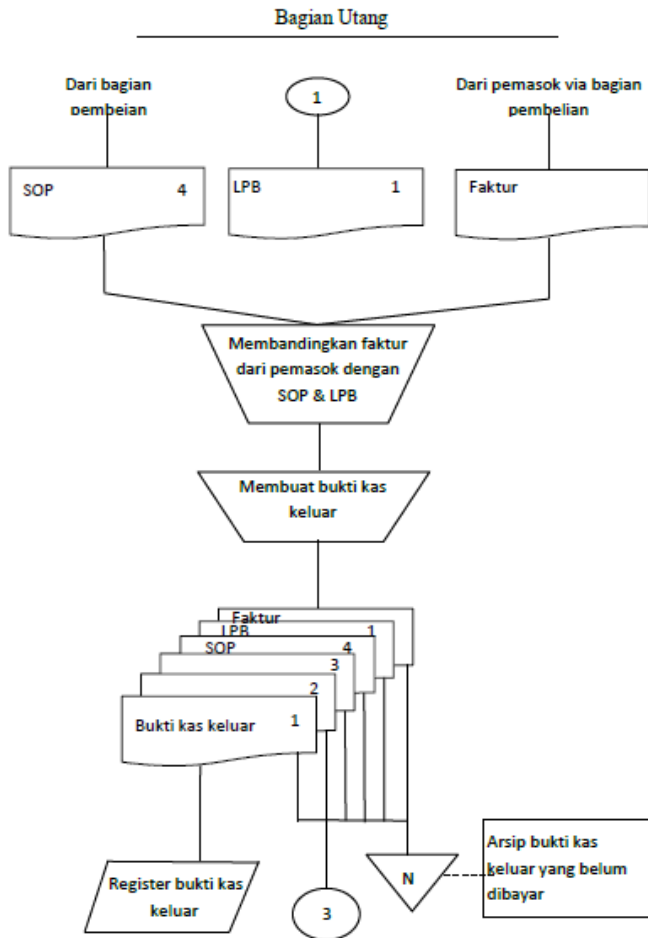 Bagian Utang
Dari bagian
pembeian
1
Dari pemasok via bagian
pembelian
SOP 4
LPB 1
Faktur
Membandingkan faktur
dari pemasok dengan
SOP & LPB
Membuat bukti kas
keluar
Faktur
LPB 1
SOP 4
3
2
Bukti kas keluar 1
Register bukti kas
keluar
3
N
Arsip bukti kas
keluar yang belum
dibayar